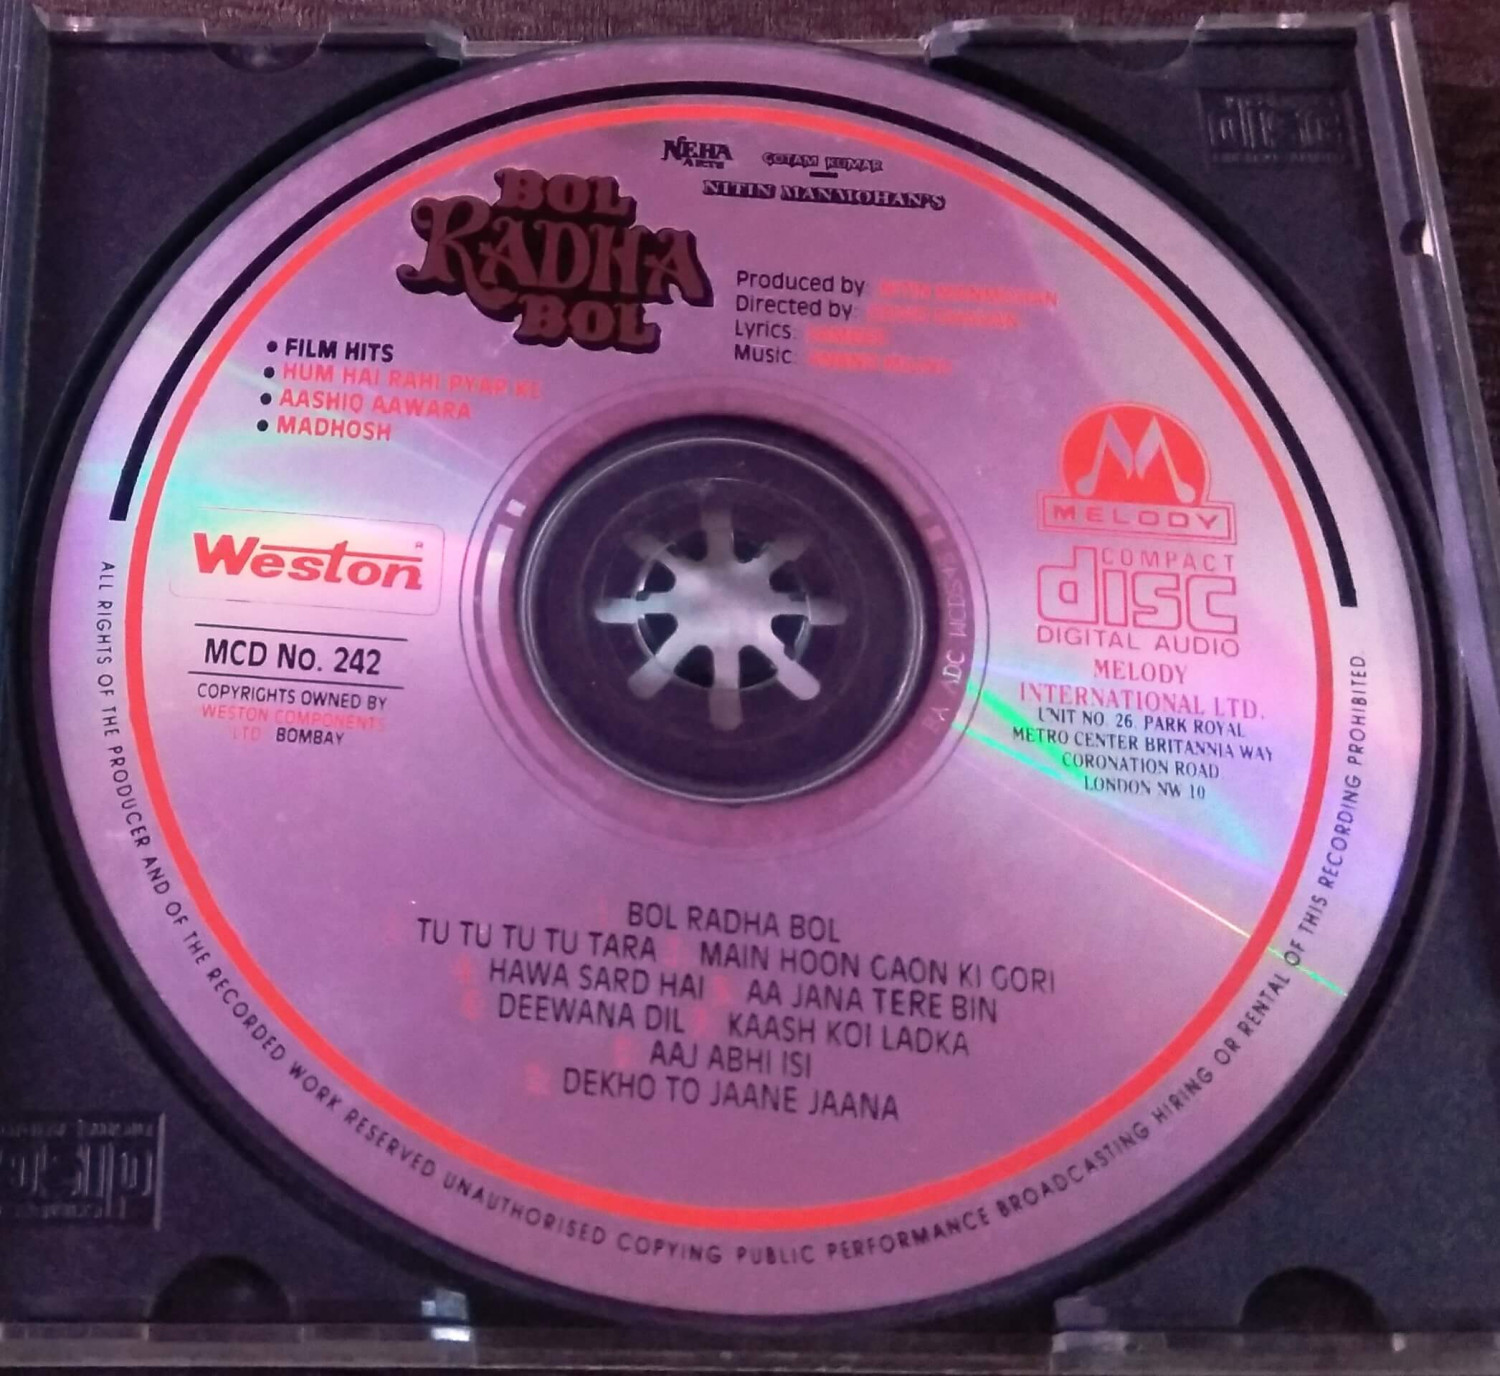 NEHA
ARTS
GOTAM KUMAR
NITIN MANMOHAN'S
BOL
RADHA
BOL
Produced by: NITIN MANMOHAN
Directed by:
Lyrics:
Music:
• FILM HITS
• HUM HAI RAHI PYAR KE
• AASHIQ AAWARA
• MADHOSH
Weston
MCD No. 242
COPYRIGHTS OWNED BY
WESTON COMPONENTS
LTD. BOMBAY
MELODY
COMPACT
disc
DIGITAL AUDIO
MELODY
INTERNATIONAL LTD.
UNIT NO. 26. PARK ROYAL
METRO CENTER BRITANNIA WAY
CORONATION ROAD
LONDON NW 10
BOL RADHA BOL
TU TU TU TU TARA MAIN HOON GAON KI GORI
HAWA SARD HAI AA JANA TERE BIN
DEEWANA DIL KAASH KOI LADKA
AAJ ABHI ISI
DEKHO TO JAANE JAANA
ALL RIGHTS OF THE PRODUCER AND OF THE RECORDED WORK RESERVED UNAUTHORISED COPYING PUBLIC PERFORMANCE BROADCASTING HIRING OR RENTAL OF THIS RECORDING PROHIBITED.